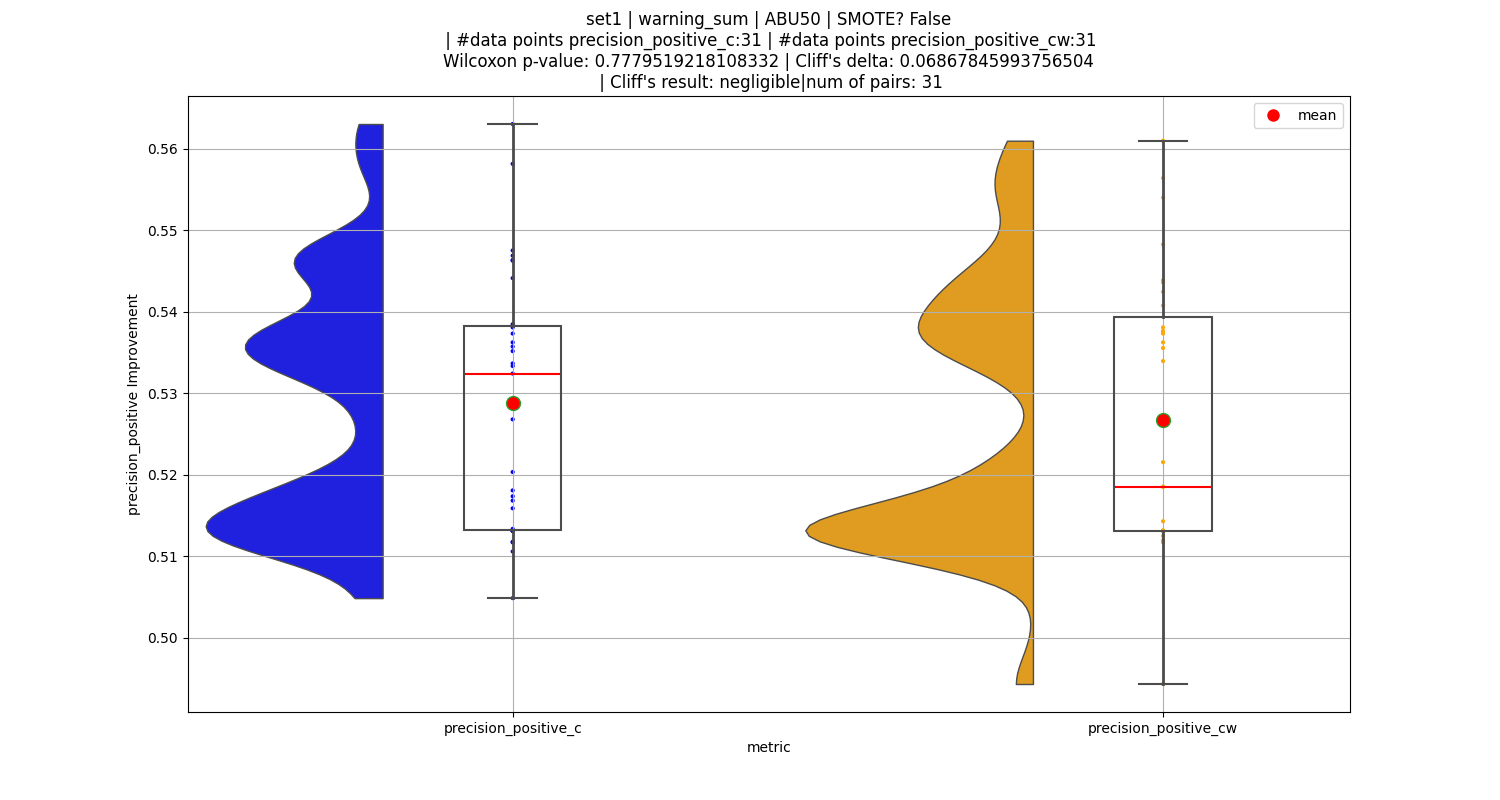 set1 | warning_sum | ABU50 | SMOTE? False
| #data points precision_positive_c:31 | #data points precision_positive_cw:31
Wilcoxon p-value: 0.7779519218108332 | Cliff's delta: 0.06867845993756504
| Cliff's result: negligible|num of pairs: 31
mean
0.56
0.55
0.54
0.53
0.52
0.51
0.50
precision_positive Improvement
precision_positive_c
precision_positive_cw
metric